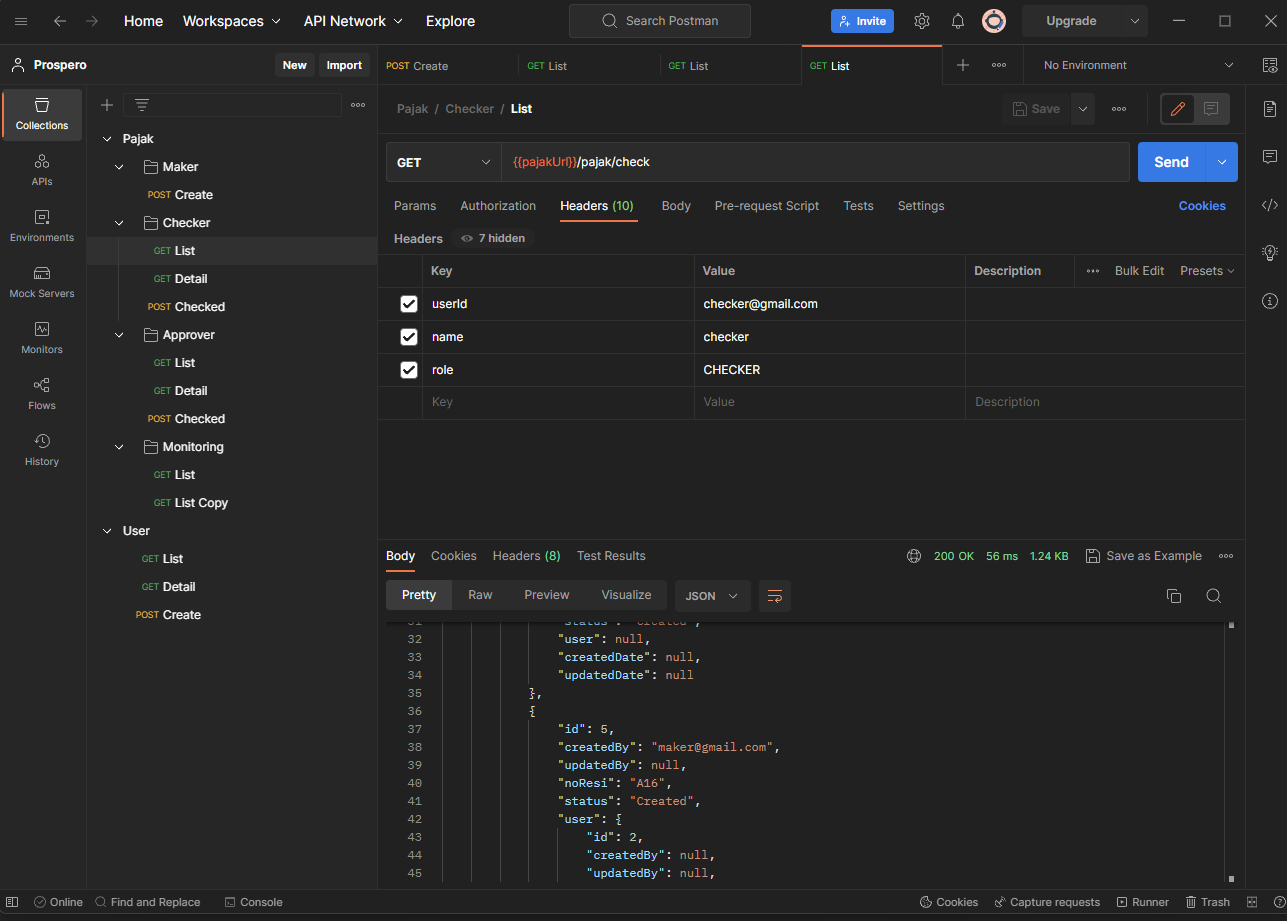 Home Workspaces API Network Explore Search Postman Invite Upgrade
Prospero New Import POST Create GET List GET List GET List No Environment
Collections
APIs
Environments
Mock Servers
Monitors
Flows
History
Pajak
Maker
POST Create
Checker
GET List
GET Detail
POST Checked
Approver
GET List
GET Detail
POST Checked
Monitoring
GET List
GET List Copy
User
GET List
GET Detail
POST Create
Pajak / Checker / List Save
GET {{pajakUrl}}/pajak/check Send
Params Authorization Headers (10) Body Pre-request Script Tests Settings Cookies
Headers 7 hidden
Key Value Description Bulk Edit Presets
userId checker@gmail.com
name checker
role CHECKER
Key Value Description
Body Cookies Headers (8) Test Results 200 OK 56 ms 1.24 KB Save as Example
Pretty Raw Preview Visualize JSON
31 "status": "Created",
32 "user": null,
33 "createdDate": null,
34 "updatedDate": null
35 },
36 {
37 "id": 5,
38 "createdBy": "maker@gmail.com",
39 "updatedBy": null,
40 "noResi": "A16",
41 "status": "Created",
42 "user": {
43 "id": 2,
44 "createdBy": null,
45 "updatedBy": null,
Online Find and Replace Console Cookies Capture requests Runner Trash